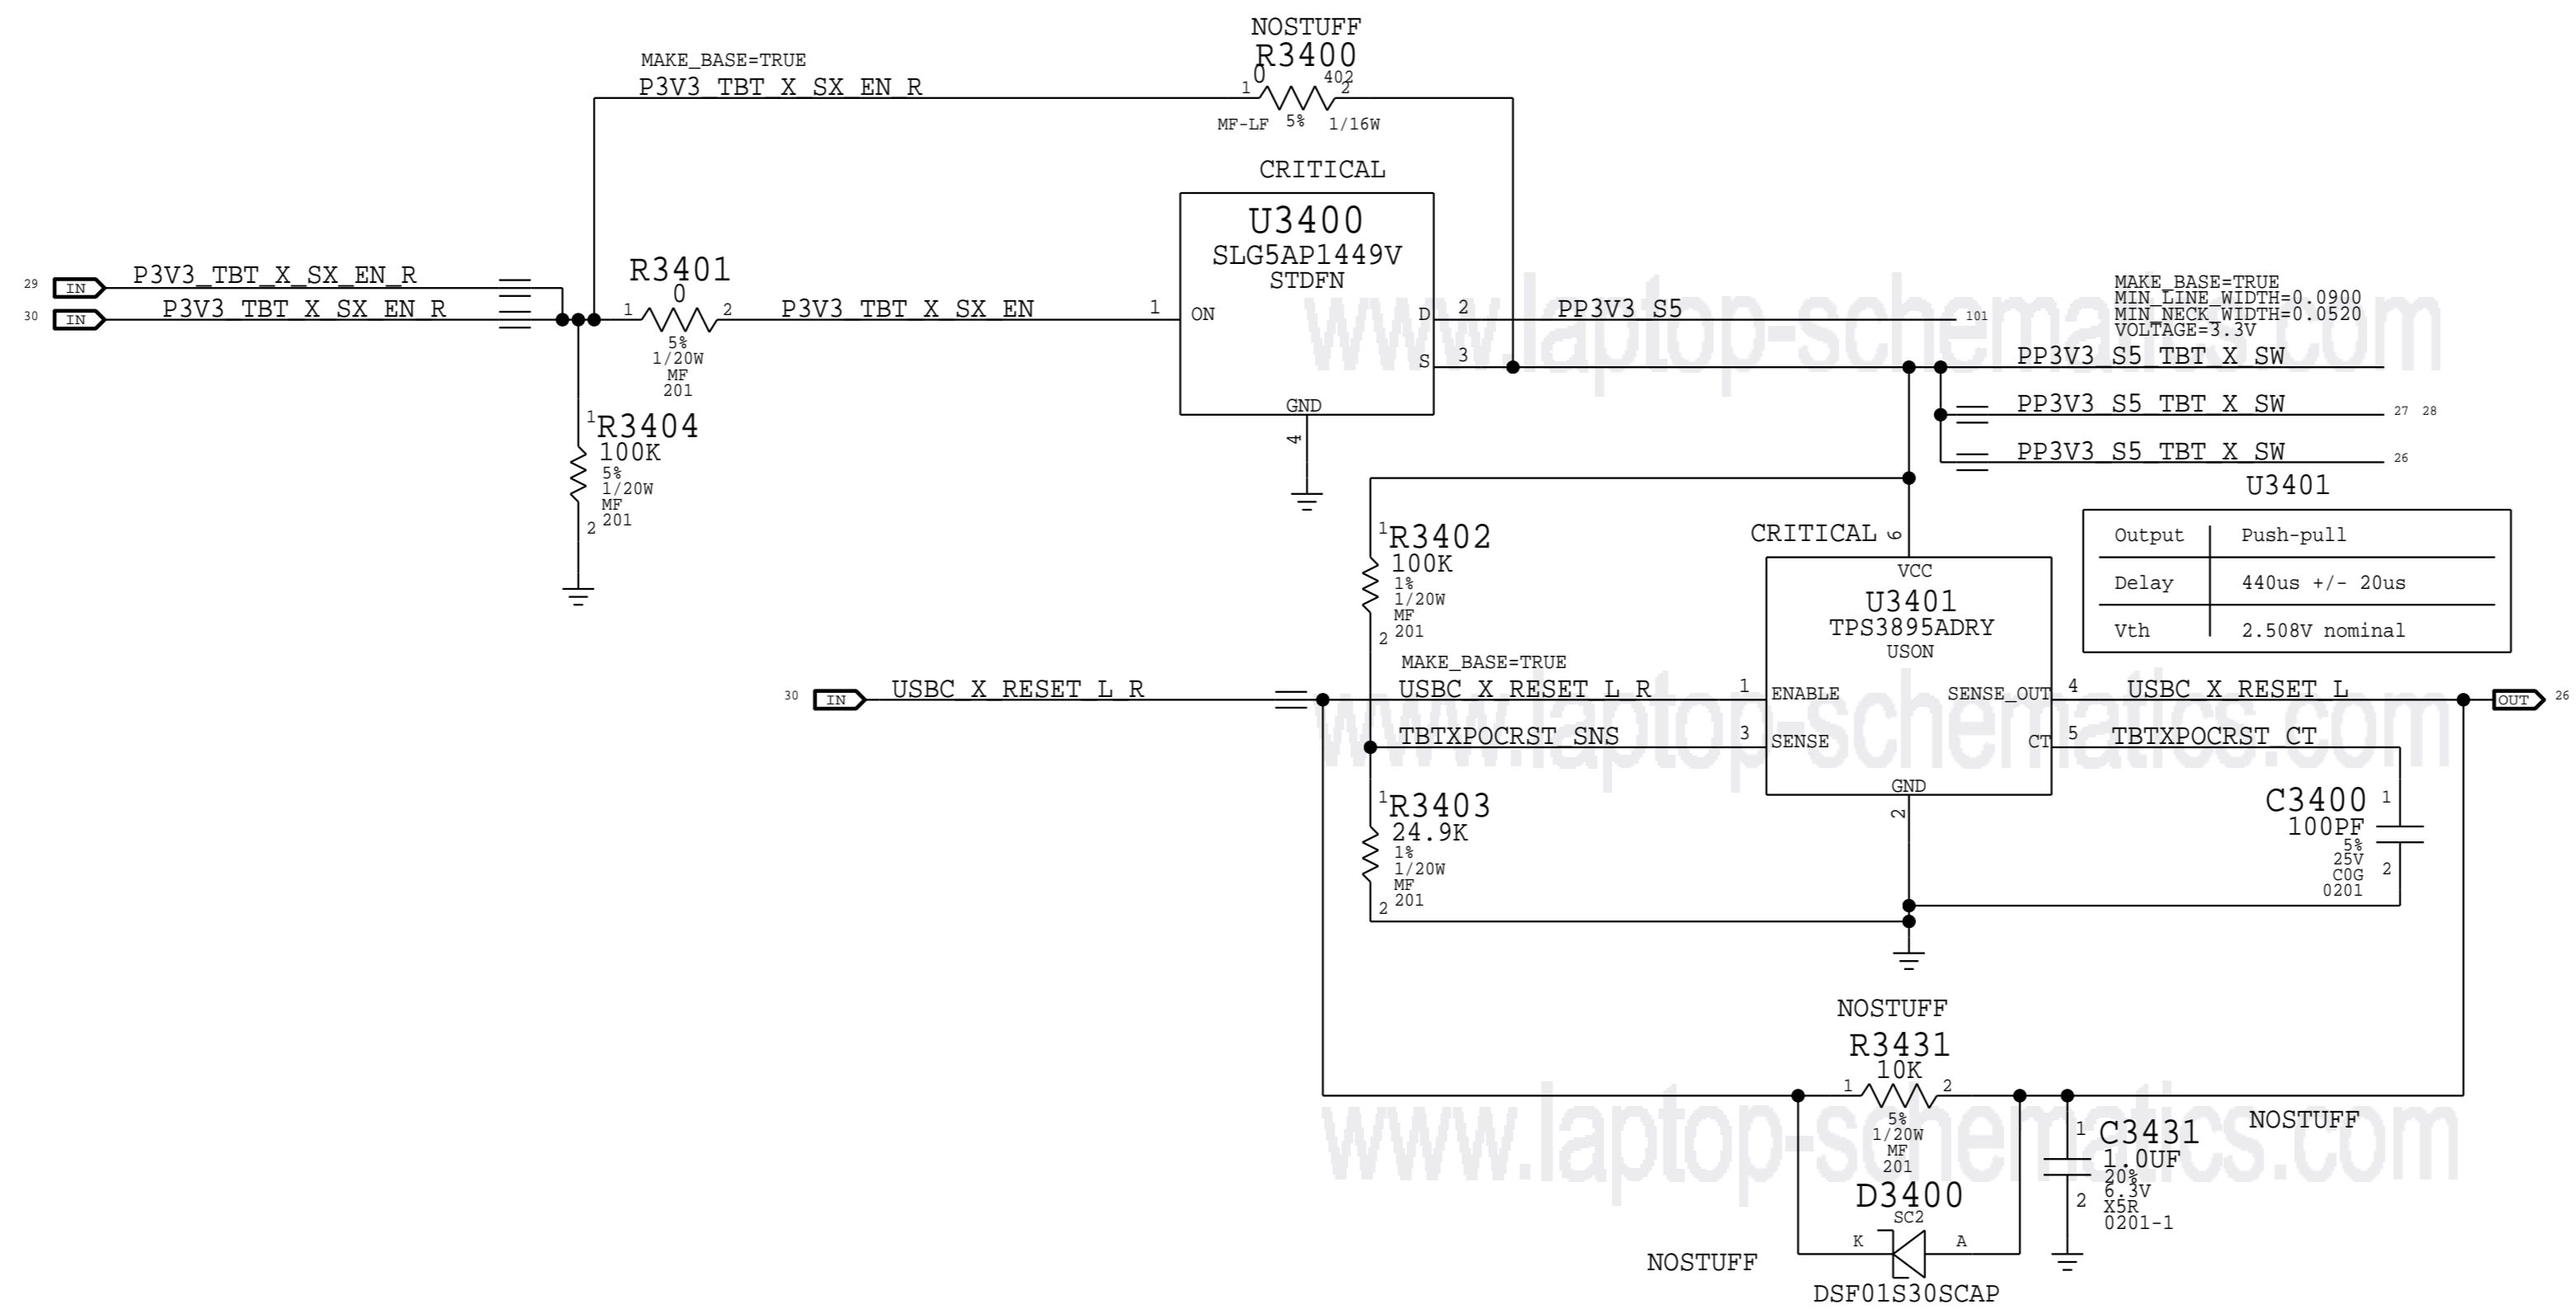 NOSTUFF
R3400
0
402
1
2
MF-LF
5%
1/16W
MAKE_BASE=TRUE
P3V3_TBT_X_SX_EN_R
CRITICAL
U3400
SLG5AP1449V
STDFN
ON
D
S
GND
1
2
3
4
29
IN
P3V3_TBT_X_SX_EN_R
30
IN
P3V3_TBT_X_SX_EN_R
R3401
0
1
2
5%
1/20W
MF
201
P3V3_TBT_X_SX_EN
1
R3404
100K
5%
1/20W
MF
201
2
PP3V3_S5
101
MAKE_BASE=TRUE
MIN_LINE_WIDTH=0.0900
MIN_NECK_WIDTH=0.0520
VOLTAGE=3.3V
PP3V3_S5_TBT_X_SW
PP3V3_S5_TBT_X_SW
27 28
PP3V3_S5_TBT_X_SW
26
www.laptop-schematics.com
U3401
Output
Push-pull
Delay
440us +/- 20us
Vth
2.508V nominal
1
R3402
100K
1%
1/20W
MF
201
2
CRITICAL
6
VCC
U3401
TPS3895ADRY
USON
ENABLE
SENSE_OUT
SENSE
CT
GND
1
3
4
5
2
30
IN
USBC_X_RESET_L_R
MAKE_BASE=TRUE
USBC_X_RESET_L_R
TBTXPOCRST_SNS
USBC_X_RESET_L
OUT
26
TBTXPOCRST_CT
www.laptop-schematics.com
1
R3403
24.9K
1%
1/20W
MF
201
2
C3400
1
100PF
5%
25V
2
C0G
0201
NOSTUFF
R3431
10K
1
2
5%
1/20W
MF
201
NOSTUFF
1
C3431
1.0UF
20%
6.3V
2
X5R
0201-1
www.laptop-schematics.com
D3400
SC2
K
A
NOSTUFF
DSF01S30SCAP